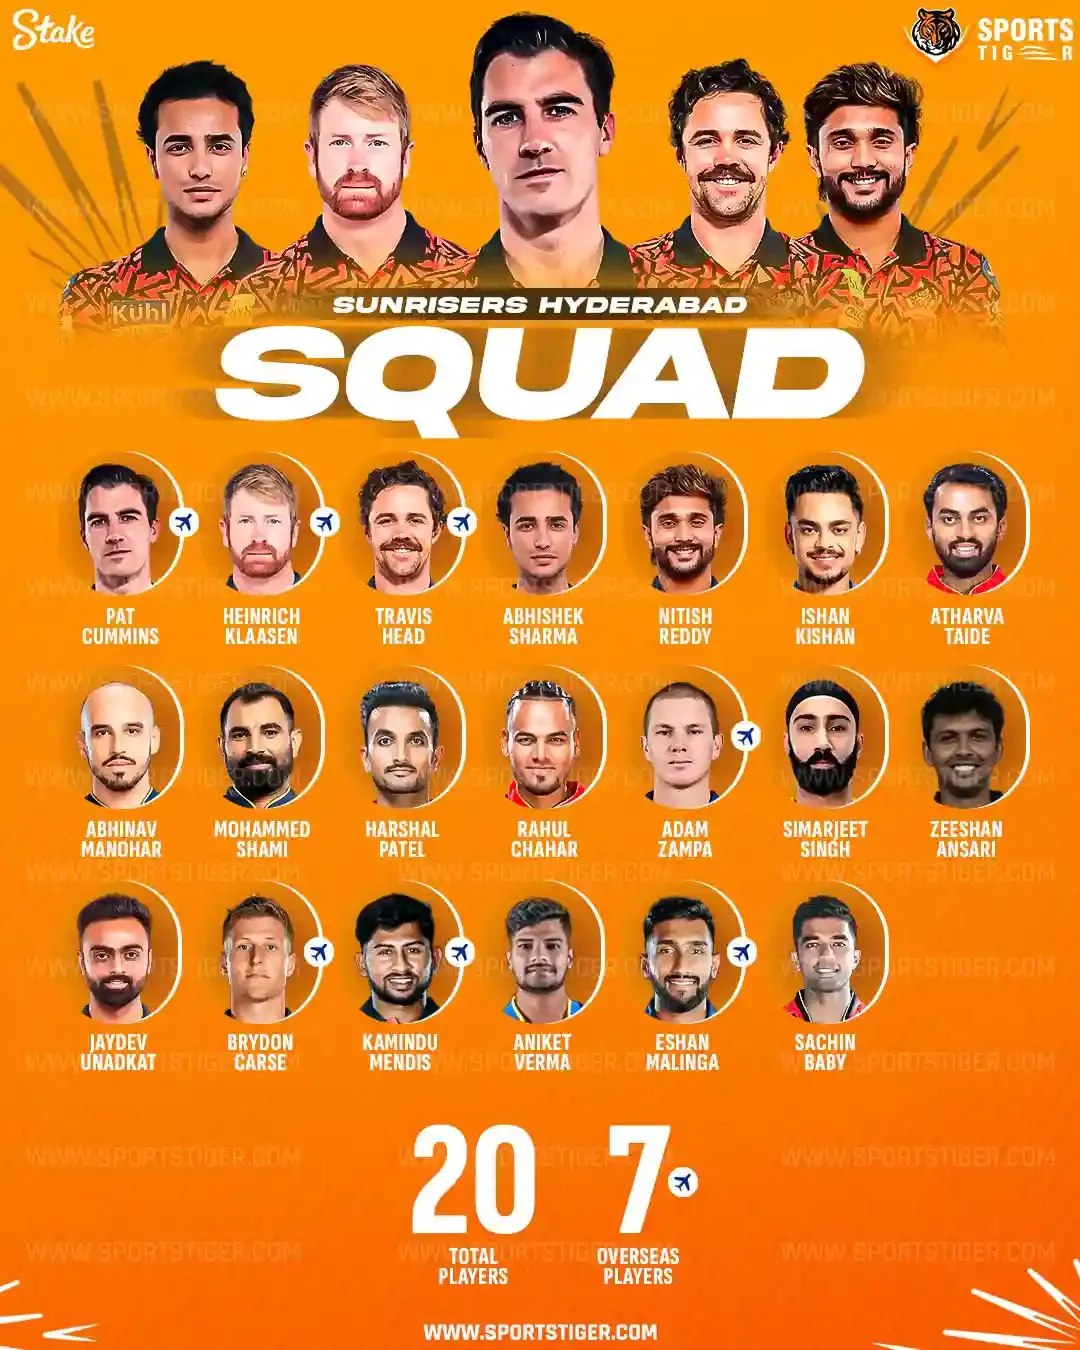 Stake
SPORTS
TIGER
Kühl
SUNRISERS HYDERABAD
SQUAD
PAT
CUMMINS
HEINRICH
KLAASEN
TRAVIS
HEAD
ABHISHEK
SHARMA
NITISH
REDDY
ISHAN
KISHAN
ATHARVA
TAIDE
ABHINAV
MANOHAR
MOHAMMED
SHAMI
HARSHAL
PATEL
RAHUL
CHAHAR
ADAM
ZAMPA
SIMARJEET
SINGH
ZEESHAN
ANSARI
JAYDEV
UNADKAT
BRYDON
CARSE
KAMINDU
MENDIS
ANIKET
VERMA
ESHAN
MALINGA
SACHIN
BABY
20
TOTAL
PLAYERS
7
OVERSEAS
PLAYERS
WWW.SPORTSTIGER.COM